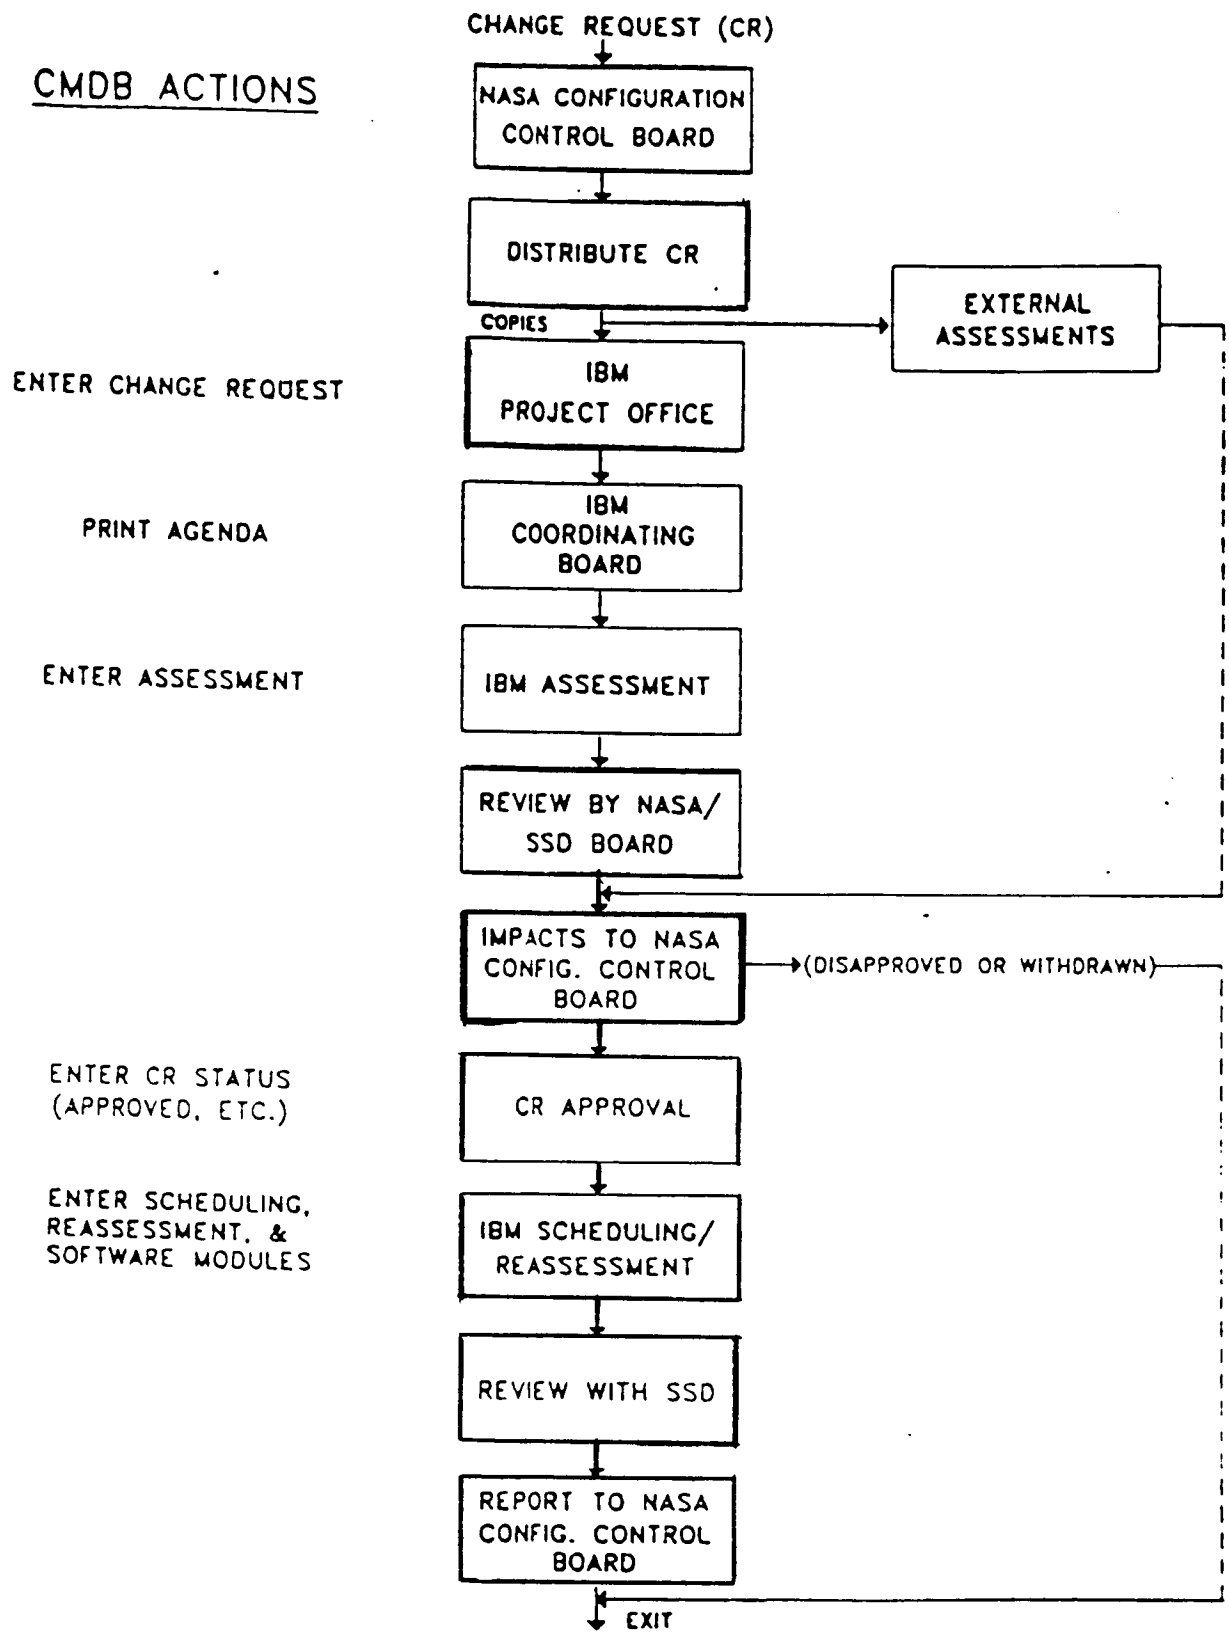 CHANGE REQUEST (CR)
CMDB ACTIONS
NASA CONFIGURATION
CONTROL BOARD
DISTRIBUTE CR
EXTERNAL
ASSESSMENTS
COPIES
ENTER CHANGE REQUEST
IBM
PROJECT OFFICE
PRINT AGENDA
IBM
COORDINATING
BOARD
ENTER ASSESSMENT
IBM ASSESSMENT
REVIEW BY NASA/
SSD BOARD
IMPACTS TO NASA
CONFIG. CONTROL
BOARD
(DISAPPROVED OR WITHDRAWN)
ENTER CR STATUS
(APPROVED, ETC.)
CR APPROVAL
ENTER SCHEDULING,
REASSESSMENT, &
SOFTWARE MODULES
IBM SCHEDULING/
REASSESSMENT
REVIEW WITH SSD
REPORT TO NASA
CONFIG. CONTROL
BOARD
EXIT